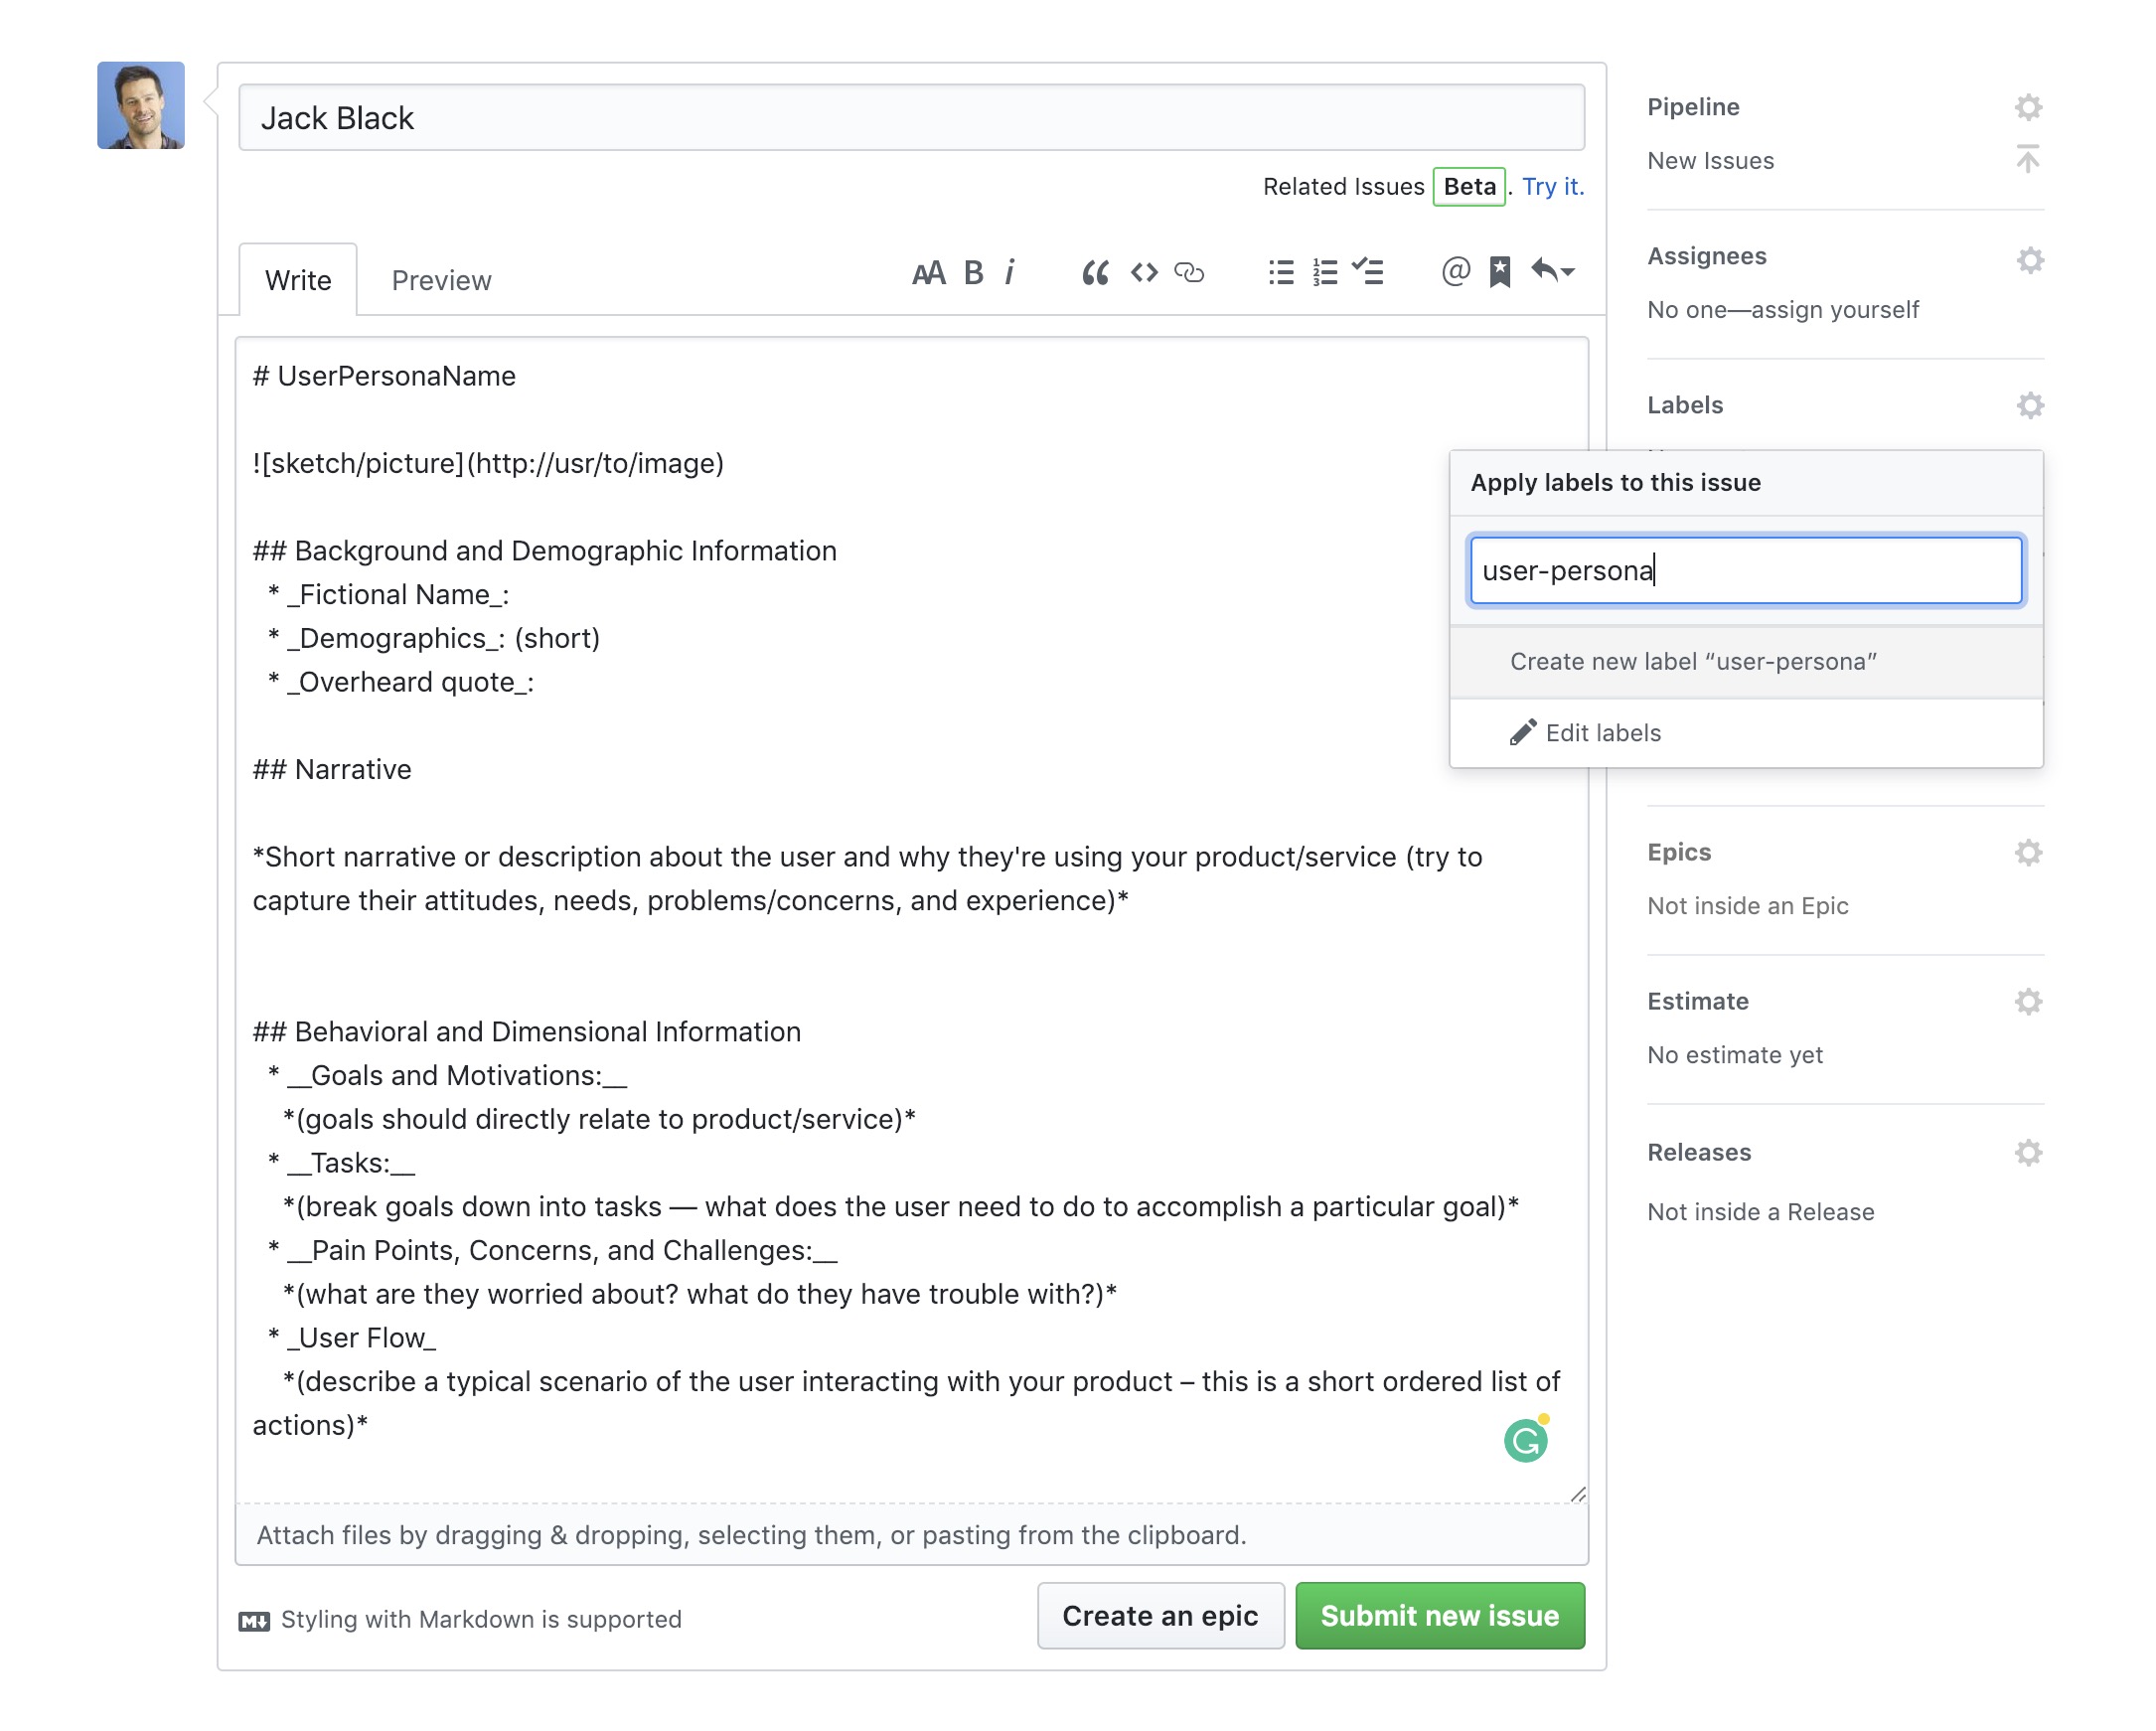 Jack Black
Related Issues Beta. Try it.
Write Preview AA B i
# UserPersonaName
![sketch/picture](http://usr/to/image)
## Background and Demographic Information
* _Fictional Name_:
* _Demographics_: (short)
* _Overheard quote_:
## Narrative
*Short narrative or description about the user and why they're using your product/service (try to
capture their attitudes, needs, problems/concerns, and experience)*
## Behavioral and Dimensional Information
* __Goals and Motivations:__
*(goals should directly relate to product/service)*
* __Tasks:__
*(break goals down into tasks — what does the user need to do to accomplish a particular goal)*
* __Pain Points, Concerns, and Challenges:__
*(what are they worried about? what do they have trouble with?)*
* _User Flow_
*(describe a typical scenario of the user interacting with your product – this is a short ordered list of
actions)*
Attach files by dragging & dropping, selecting them, or pasting from the clipboard.
Styling with Markdown is supported
Create an epic
Submit new issue
Pipeline
New Issues
Assignees
No one—assign yourself
Labels
Apply labels to this issue
user-persona
Create new label “user-persona”
Edit labels
Epics
Not inside an Epic
Estimate
No estimate yet
Releases
Not inside a Release